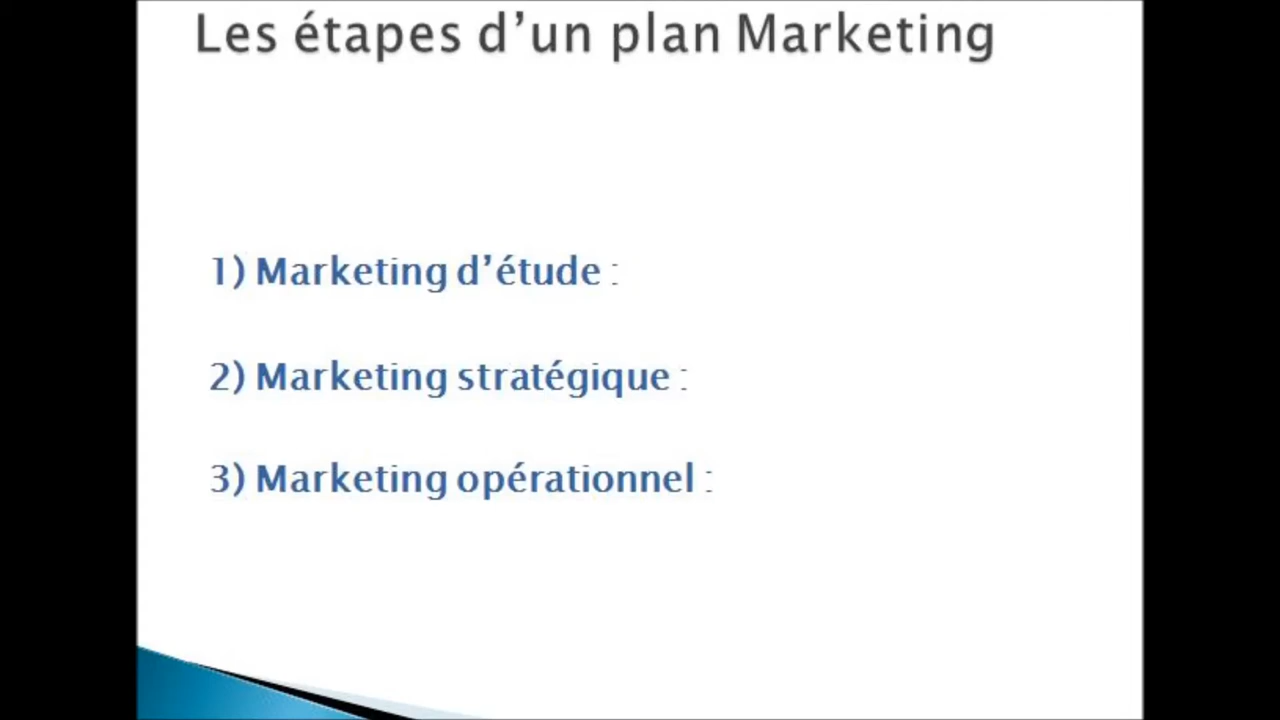 Les étapes d’un plan Marketing
1) Marketing d’étude :
2) Marketing stratégique :
3) Marketing opérationnel :